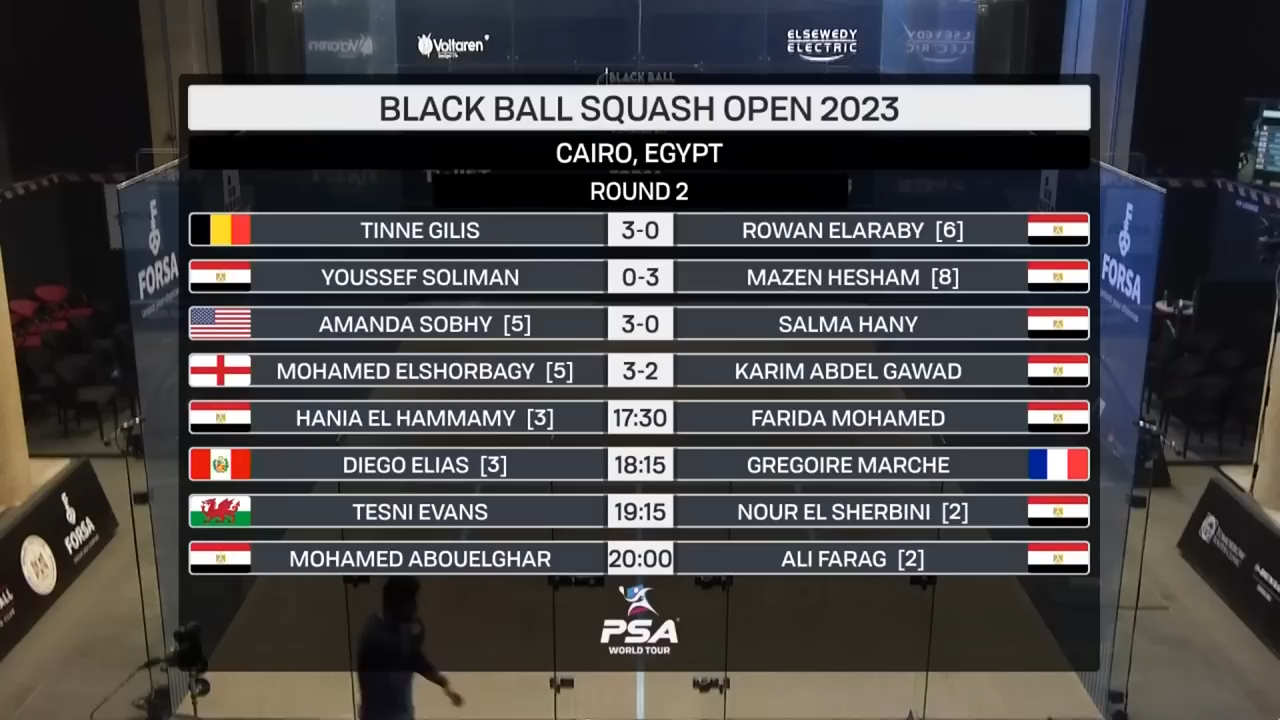 Voltaren
ELSEWEDY
ELECTRIC
BLACK BALL
BLACK BALL SQUASH OPEN 2023
CAIRO, EGYPT
ROUND 2
TINNE GILIS 3-0 ROWAN ELARABY [6]
YOUSSEF SOLIMAN 0-3 MAZEN HESHAM [8]
AMANDA SOBHY [5] 3-0 SALMA HANY
MOHAMED ELSHORBAGY [5] 3-2 KARIM ABDEL GAWAD
HANIA EL HAMMAMY [3] 17:30 FARIDA MOHAMED
DIEGO ELIAS [3] 18:15 GREGOIRE MARCHE
TESNI EVANS 19:15 NOUR EL SHERBINI [2]
MOHAMED ABOUELGHAR 20:00 ALI FARAG [2]
FORSA
FORSA
FORSA
PSA
WORLD TOUR